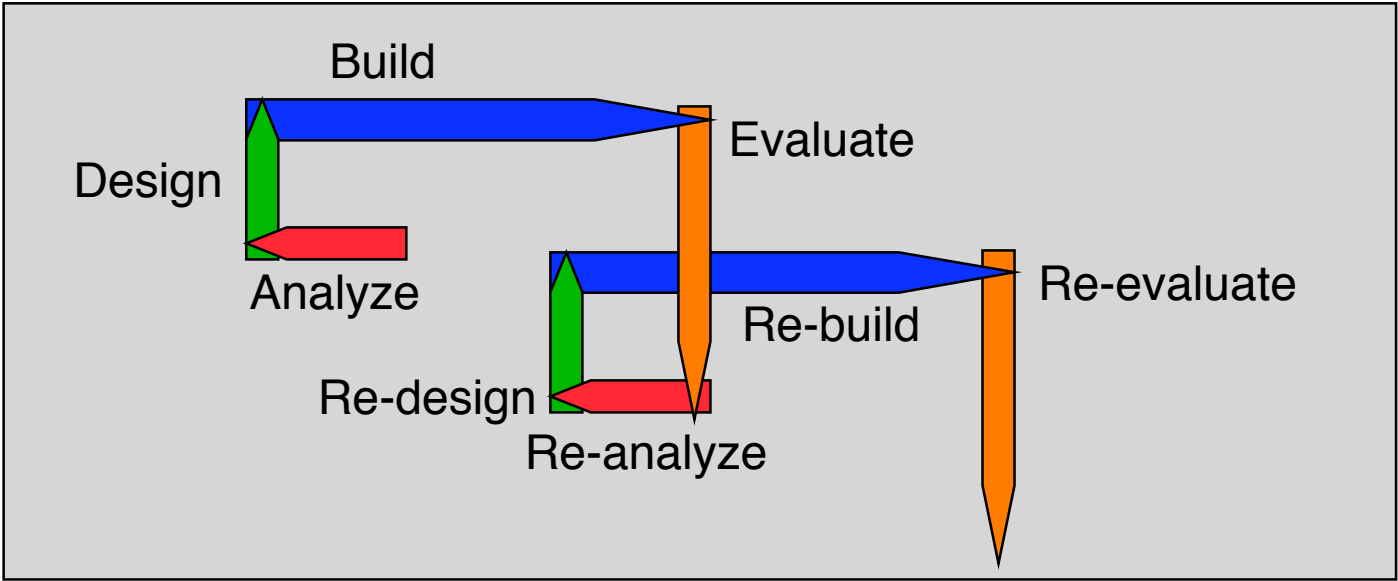 Build
Evaluate
Design
Analyze
Re-evaluate
Re-build
Re-design
Re-analyze